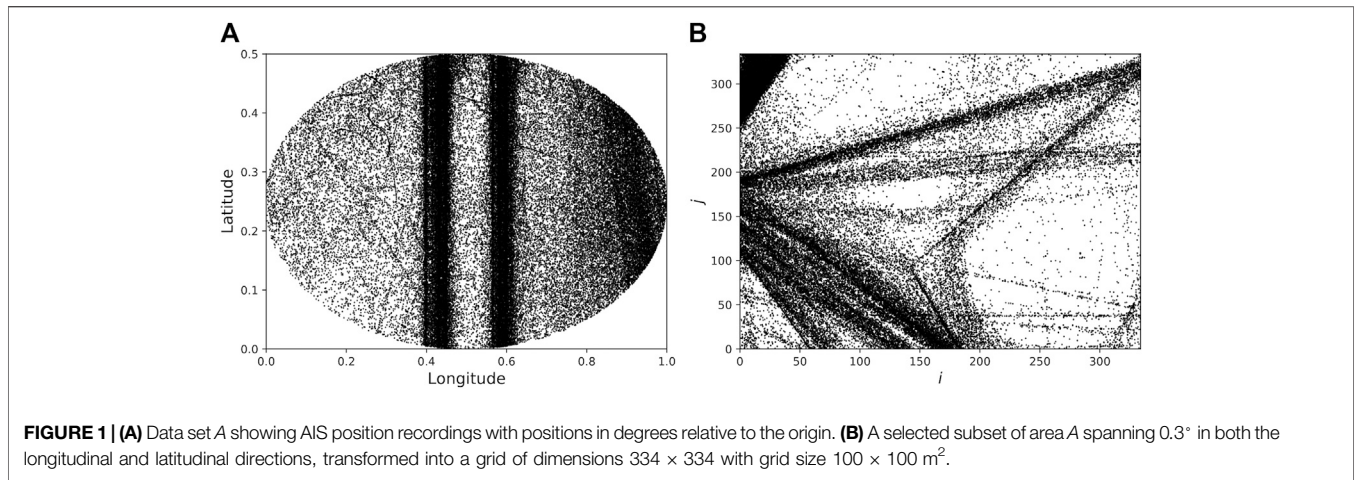 A
B
0.5
0.4
0.3
0.2
0.1
0.0
Latitude
0.0 0.2 0.4 0.6 0.8 1.0
Longitude
300
250
200
150
100
50
0
j
0 50 100 150 200 250 300
i
FIGURE 1 | (A) Data set A showing AIS position recordings with positions in degrees relative to the origin. (B) A selected subset of area A spanning 0.3° in both the
longitudinal and latitudinal directions, transformed into a grid of dimensions 334 × 334 with grid size 100 × 100 m².